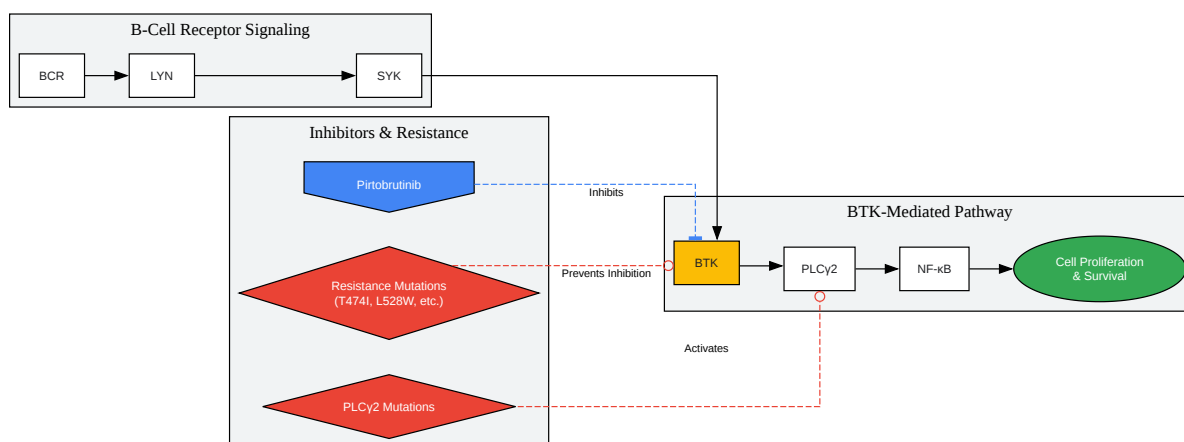 B-Cell Receptor Signaling
BCR
LYN
SYK
Inhibitors & Resistance
Pirtobrutinib
Inhibits
BTK-Mediated Pathway
Resistance Mutations
(T474I, L528W, etc.)
Prevents Inhibition
BTK
PLCγ2
NF-κB
Cell Proliferation
& Survival
Activates
PLCγ2 Mutations